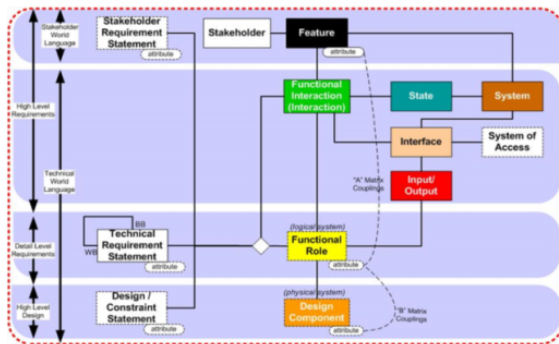 Stakeholder
World
Language
Stakeholder
Requirement
Statement
attribute
Stakeholder
Feature
attribute
High Level
Requirements
Technical
World
Language
Functional
Interaction
(Interaction)
State
System
Interface
System of
Access
"A" Matrix
Couplings
Input/
Output
Detail Level
Requirements
BB
WB
Technical
Requirement
Statement
attribute
(logical system)
Functional
Role
attribute
High Level
Design
Design /
Constraint
Statement
attribute
(physical system)
Design
Component
attribute
"B" Matrix
Couplings